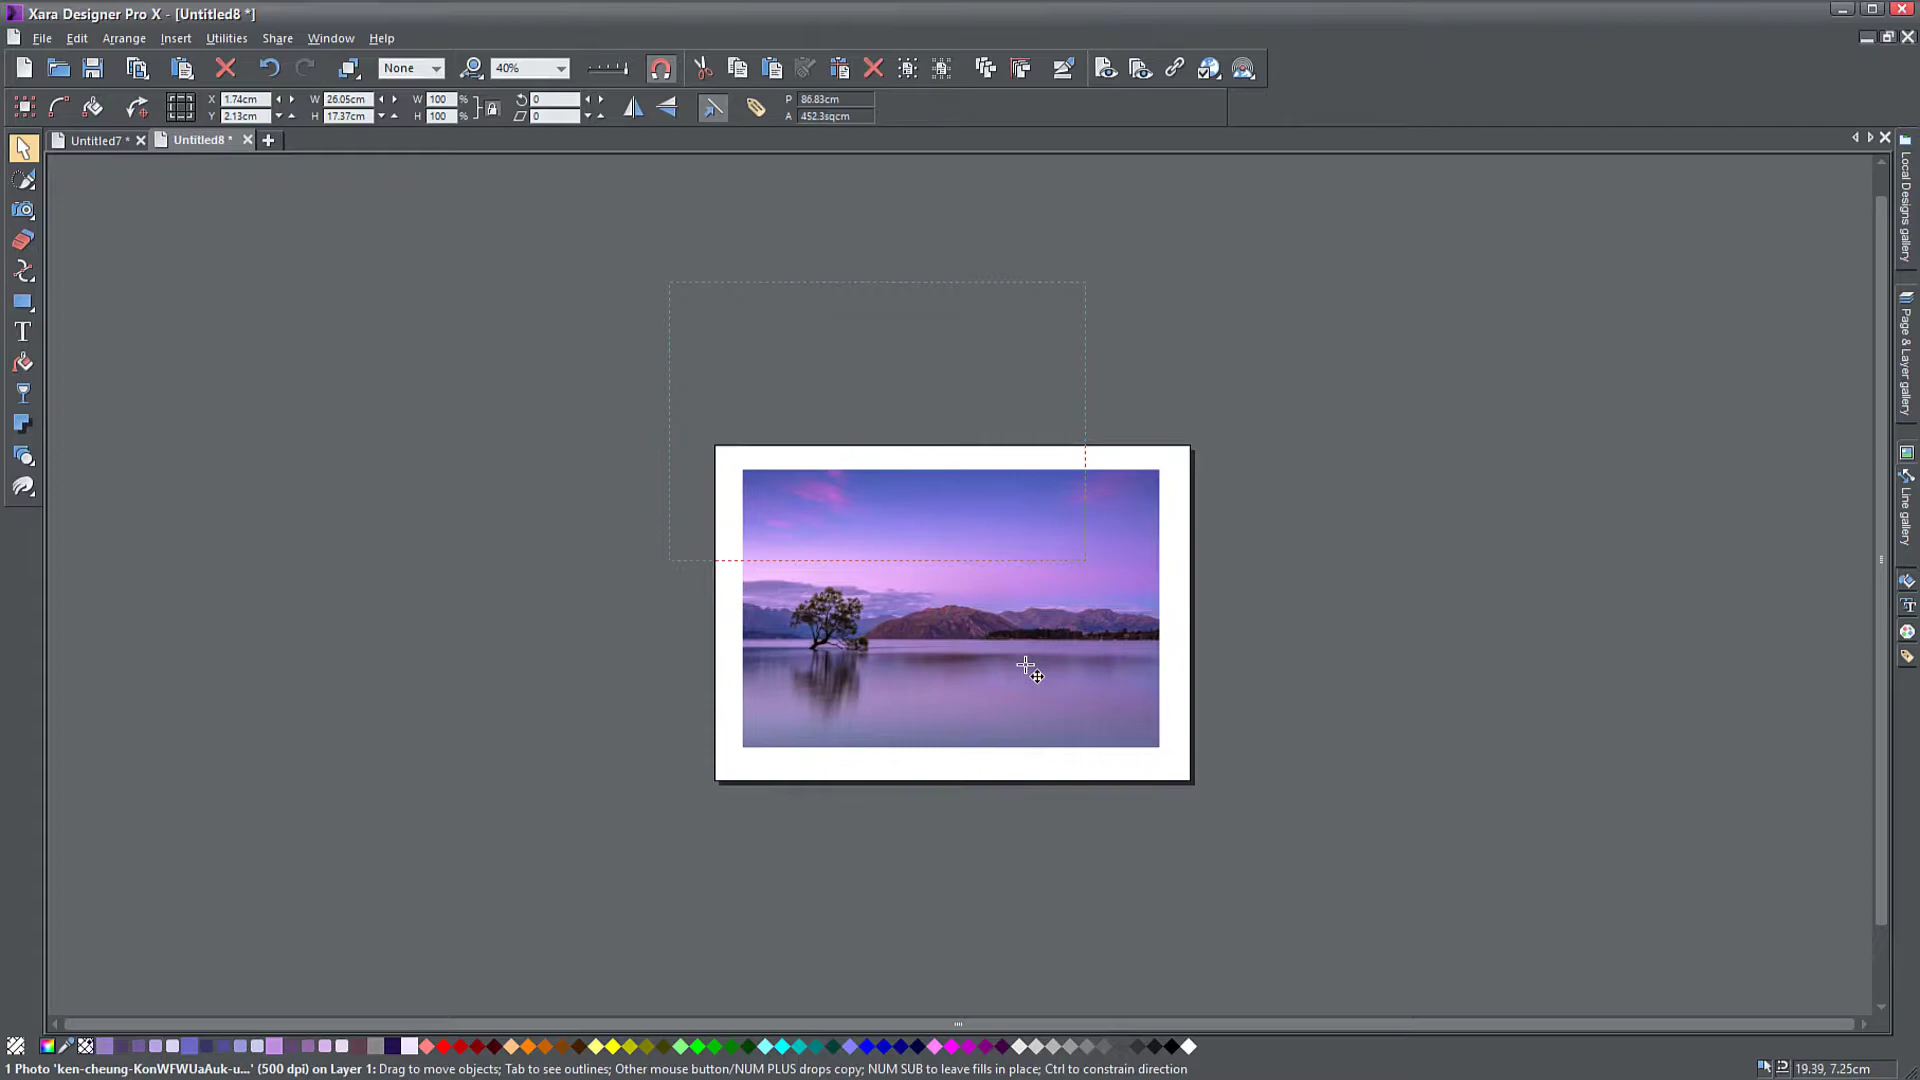 Xara Designer Pro X - [Untitled8 *]
File Edit Arrange Insert Utilities Share Window Help
None 40%
X 1.74cm W 26.05cm W 100 % 0 P 86.83cm
Y 2.13cm H 17.37cm H 100 % 0 A 452.3sqcm
Untitled7 * Untitled8 *
Local Designs gallery
Page & Layer gallery
Line gallery
1 Photo 'ken-cheung-KonWFWUaAuk-u...' (500 dpi) on Layer 1: Drag to move objects; Tab to see outlines; Other mouse button/NUM PLUS drops copy; NUM SUB to leave fills in place; Ctrl to constrain direction
19.39, 7.25cm